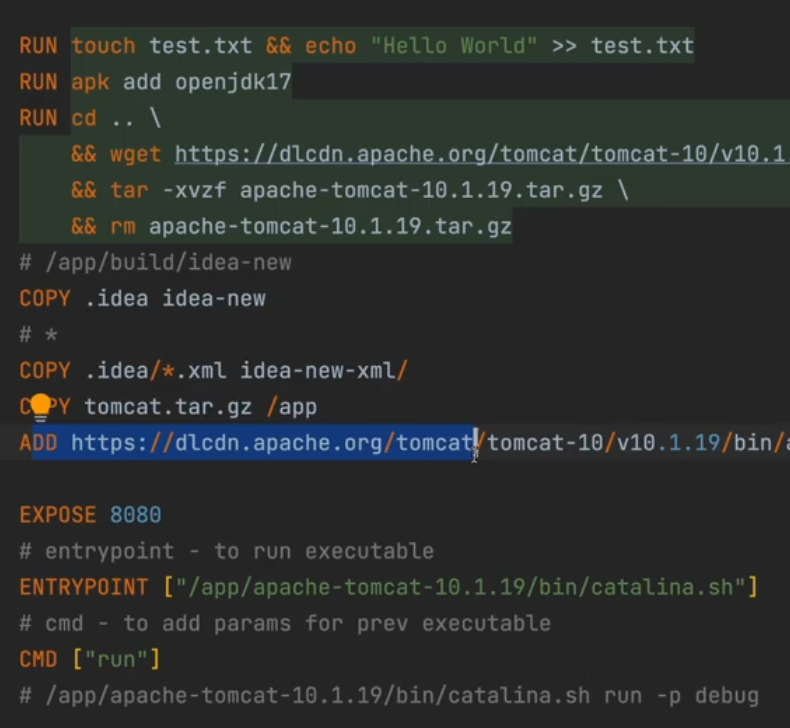 RUN touch test.txt && echo "Hello World" >> test.txt
RUN apk add openjdk17
RUN cd .. \
&& wget https://dlcdn.apache.org/tomcat/tomcat-10/v10.1
&& tar -xvzf apache-tomcat-10.1.19.tar.gz \
&& rm apache-tomcat-10.1.19.tar.gz
# /app/build/idea-new
COPY .idea idea-new
# *
COPY .idea/*.xml idea-new-xml/
COPY tomcat.tar.gz /app
ADD https://dlcdn.apache.org/tomcat/tomcat-10/v10.1.19/bin/
EXPOSE 8080
# entrypoint - to run executable
ENTRYPOINT ["/app/apache-tomcat-10.1.19/bin/catalina.sh"]
# cmd - to add params for prev executable
CMD ["run"]
# /app/apache-tomcat-10.1.19/bin/catalina.sh run -p debug